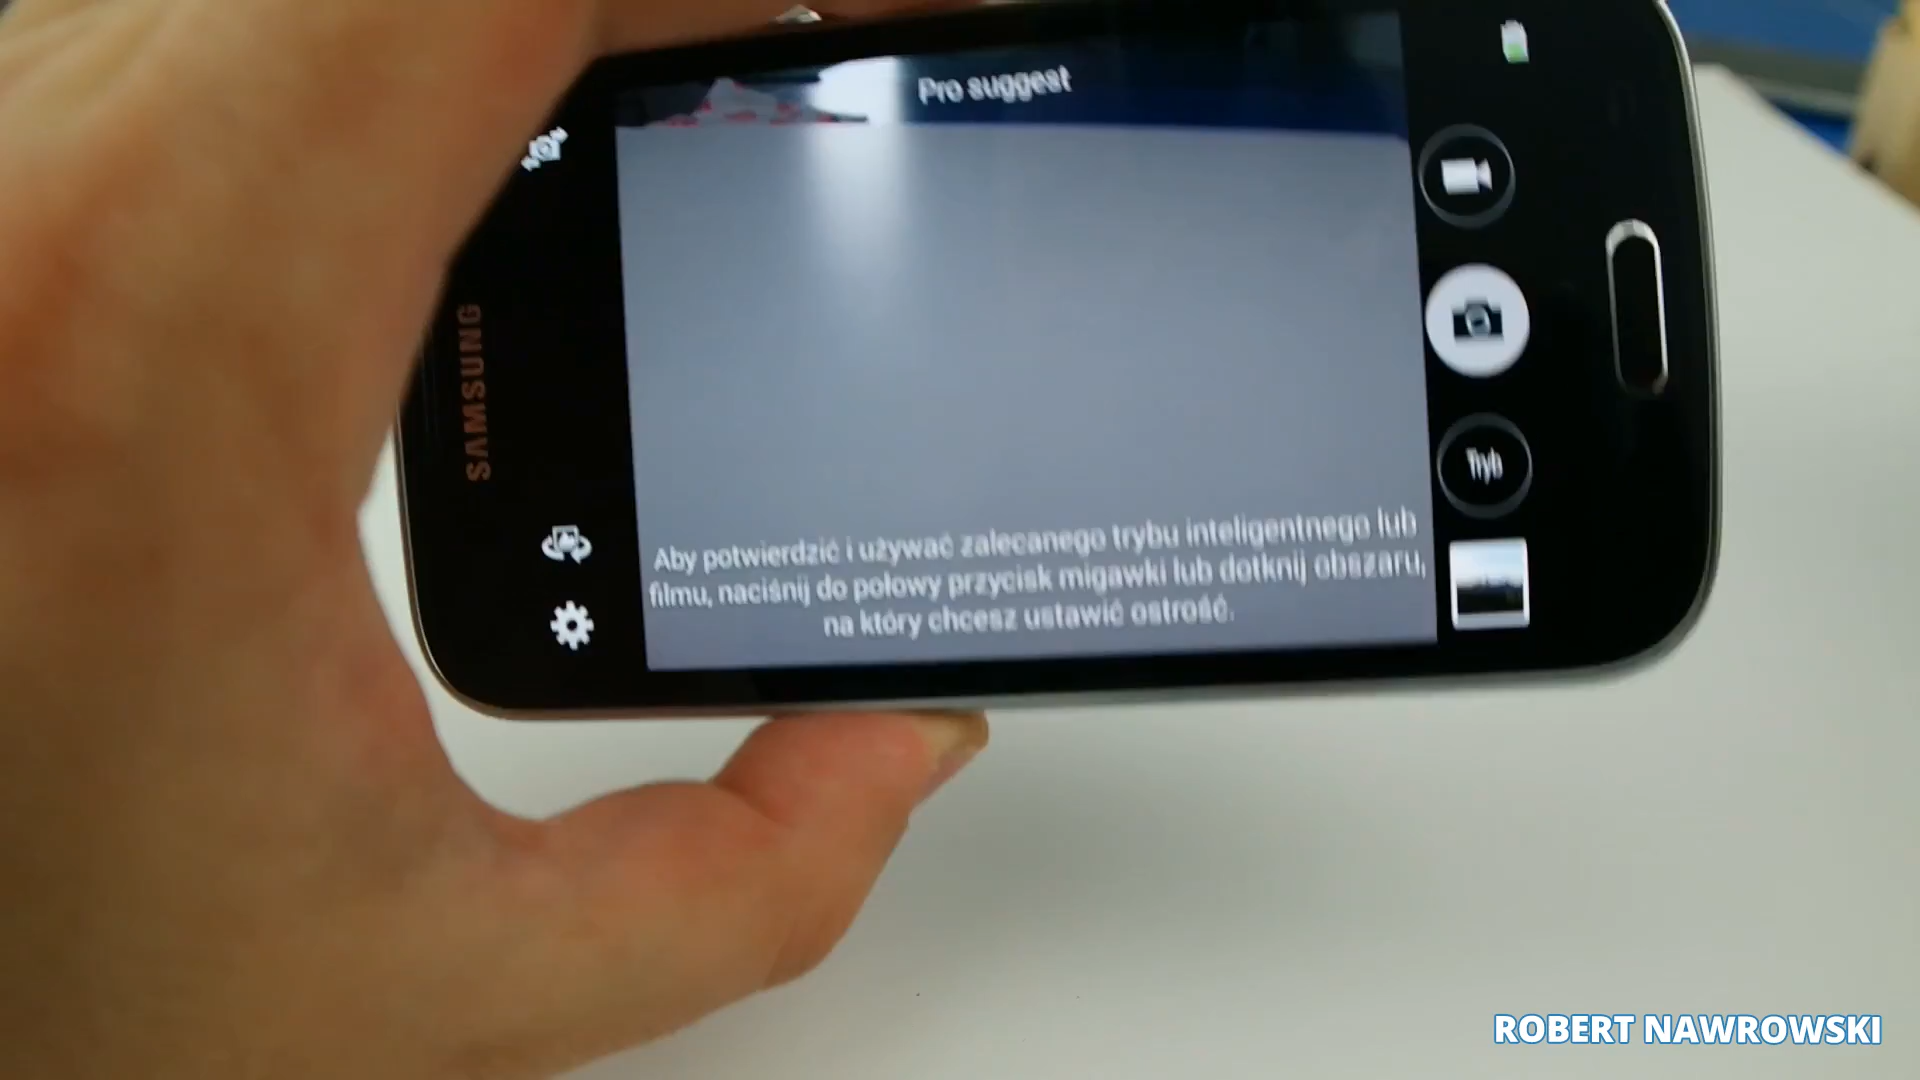 Pro suggest
SAMSUNG
Tryb
Aby potwierdzić i używać zalecanego trybu inteligentnego lub
filmu, naciśnij do połowy przycisk migawki lub dotknij obszaru,
na który chcesz ustawić ostrość.
ROBERT NAWROWSKI